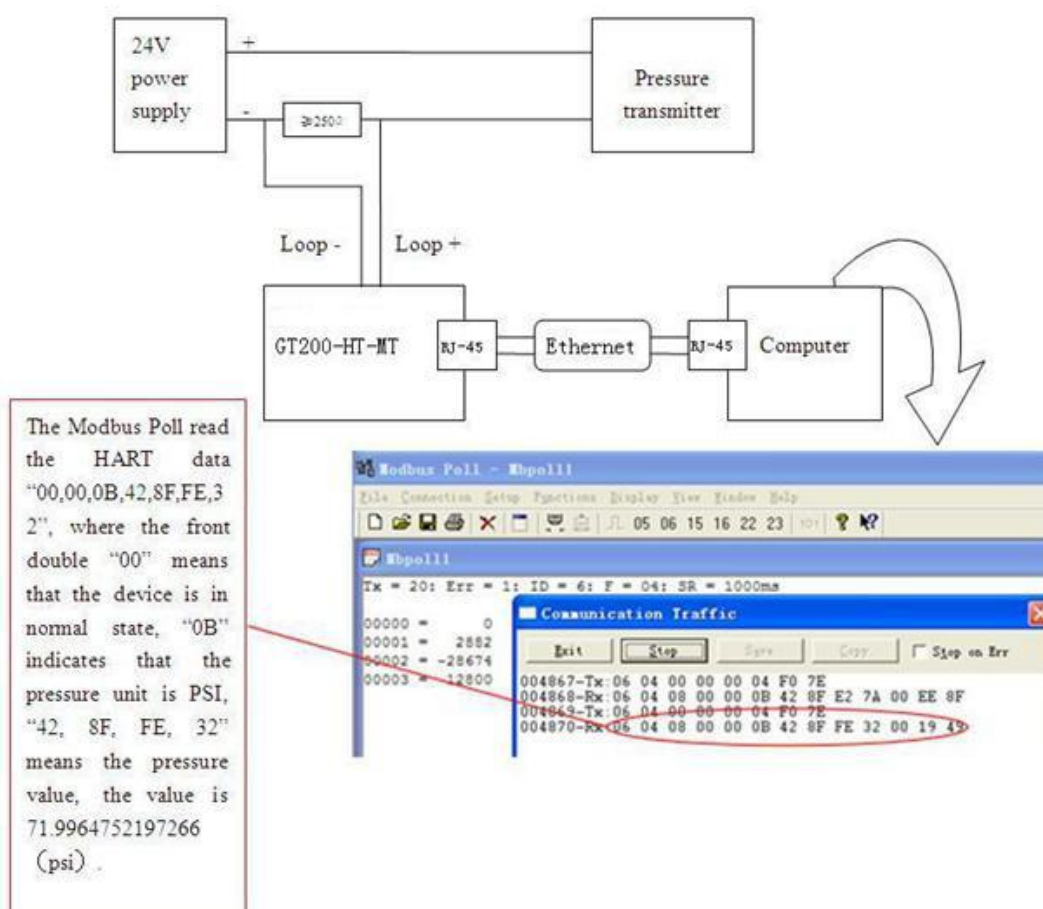 24V
power
supply
+
-
≥250Ω
Pressure
transmitter
Loop -
Loop +
GT200-HT-MT
RJ-45
Ethernet
RJ-45
Computer
The Modbus Poll read
the HART data
“00,00,0B,42,8F,FE,3
2”, where the front
double “00” means
that the device is in
normal state, “0B”
indicates that the
pressure unit is PSI,
“42, 8F, FE, 32”
means the pressure
value, the value is
71.9964752197266
(psi) .
Modbus Poll - Mbpoll1
File Connection Setup Functions Display View Window Help
05 06 15 16 22 23
Mbpoll1
Tx = 20: Err = 1: ID = 6: F = 04: SR = 1000ms
00000 = 0
00001 = 2882
00002 = -28674
00003 = 12800
Communication Traffic
Exit Stop Save Copy Stop on Err
004867-Tx:06 04 00 00 00 04 F0 7E
004868-Rx:06 04 08 00 00 0B 42 8F E2 7A 00 EE 8F
004869-Tx:06 04 00 00 00 04 F0 7E
004870-Rx:06 04 08 00 00 0B 42 8F FE 32 00 19 49